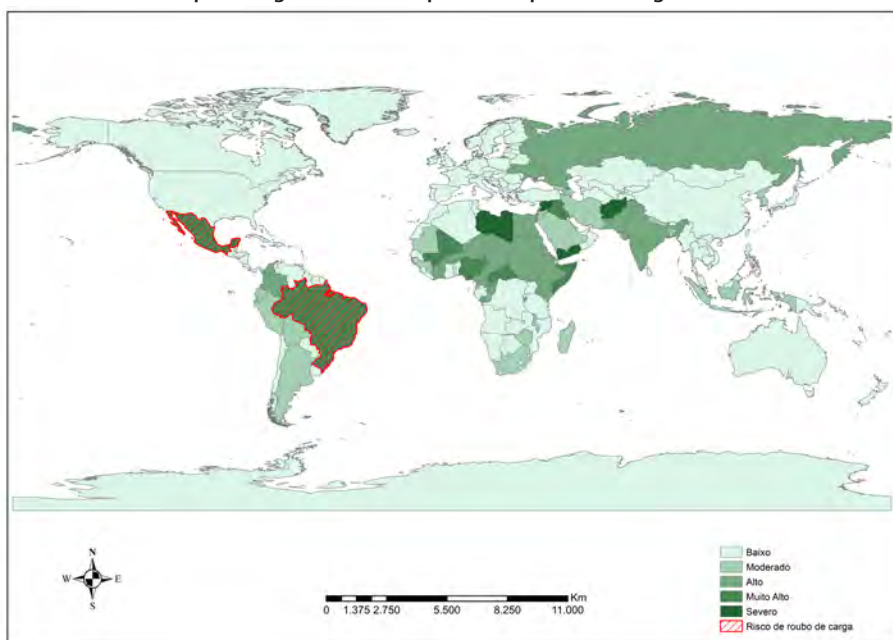 N
W E
S
Km
0 1.375 2.750 5.500 8.250 11.000
Baixo
Moderado
Alto
Muito Alto
Severo
Risco de roubo de carga